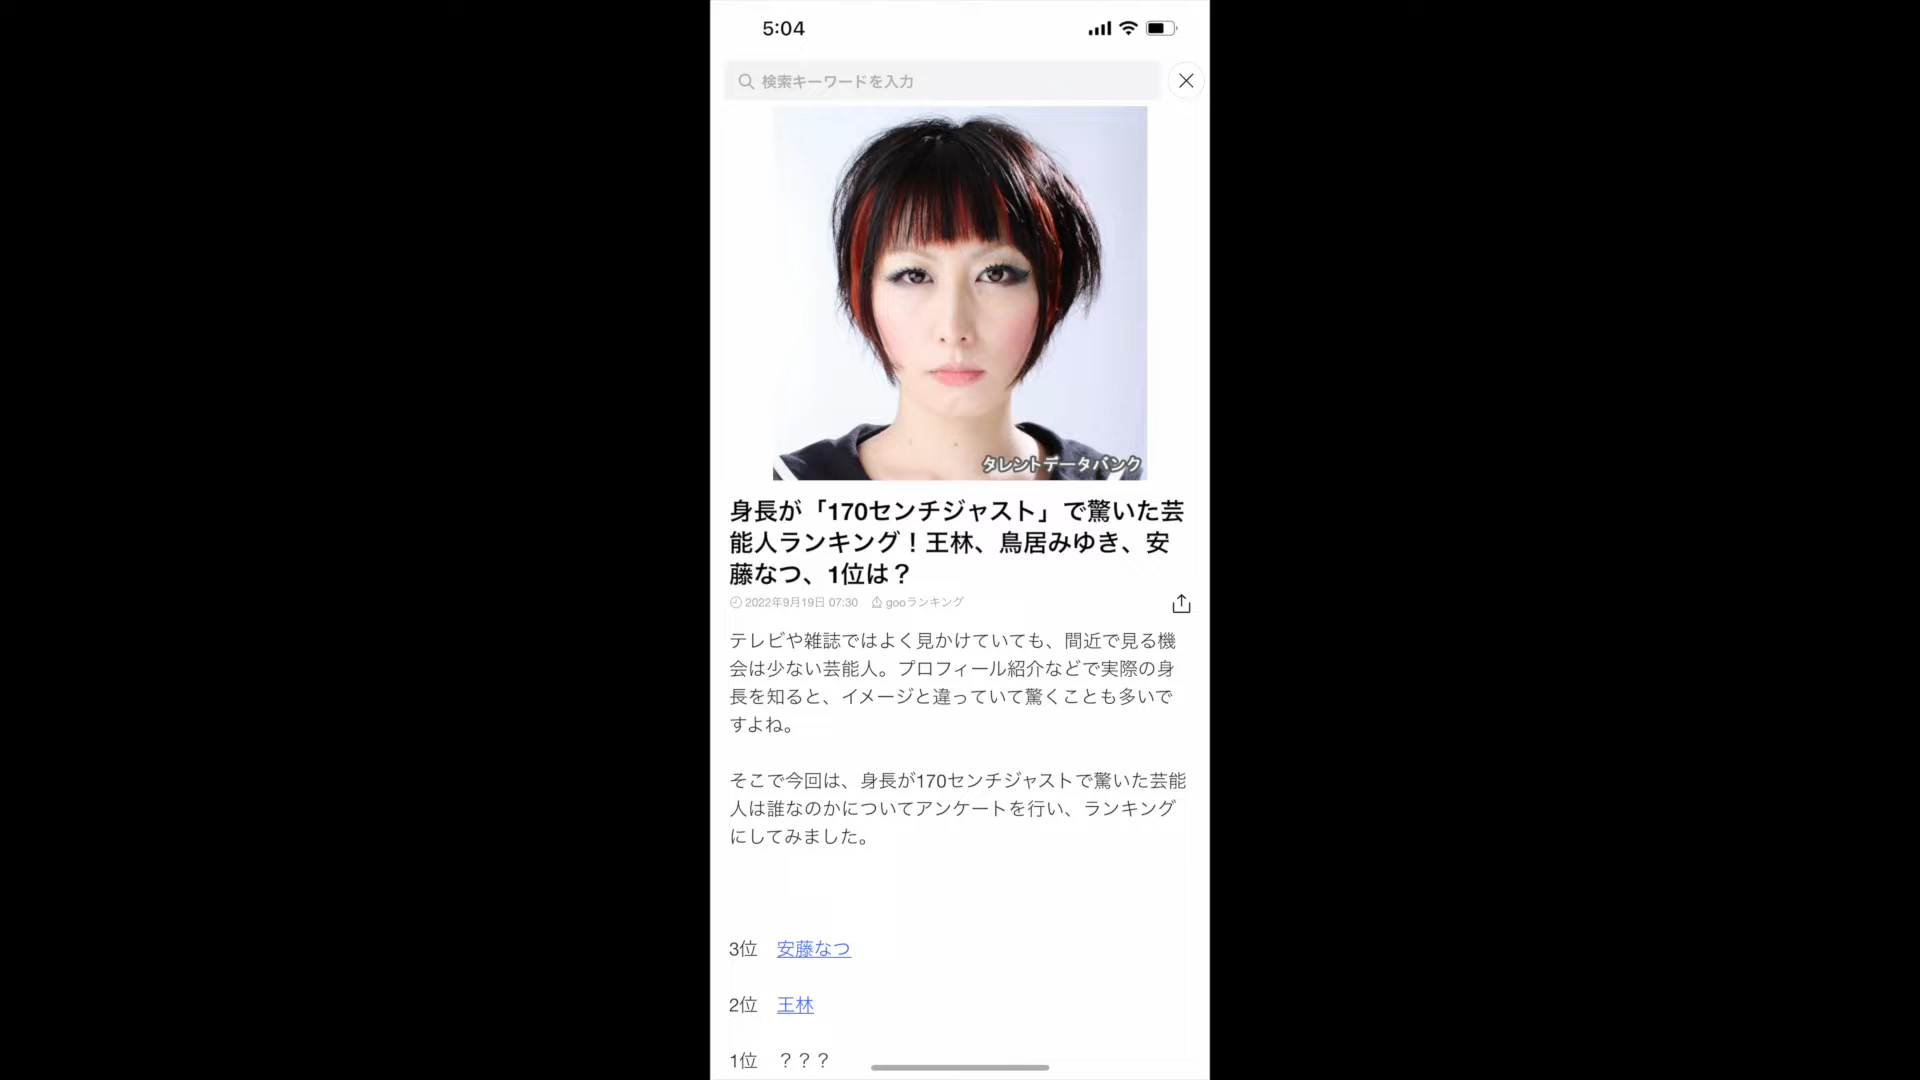 5:04
検索キーワードを入力
タレントデータバンク
身長が「170センチジャスト」で驚いた芸
能人ランキング！王林、鳥居みゆき、安
藤なつ、1位は？
2022年9月19日 07:30 gooランキング
テレビや雑誌ではよく見かけていても、間近で見る機
会は少ない芸能人。プロフィール紹介などで実際の身
長を知ると、イメージと違っていて驚くことも多いで
すよね。
そこで今回は、身長が170センチジャストで驚いた芸能
人は誰なのかについてアンケートを行い、ランキング
にしてみました。
3位 安藤なつ
2位 王林
1位 ？？？